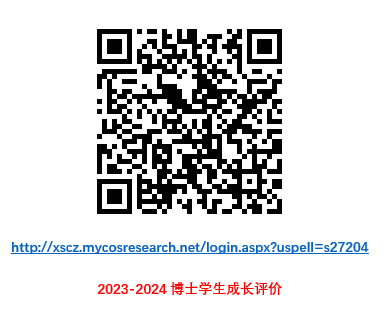 http://xscz.mycosresearch.net/login.aspx?uspell=s27204
2023-2024 博士学生成长评价